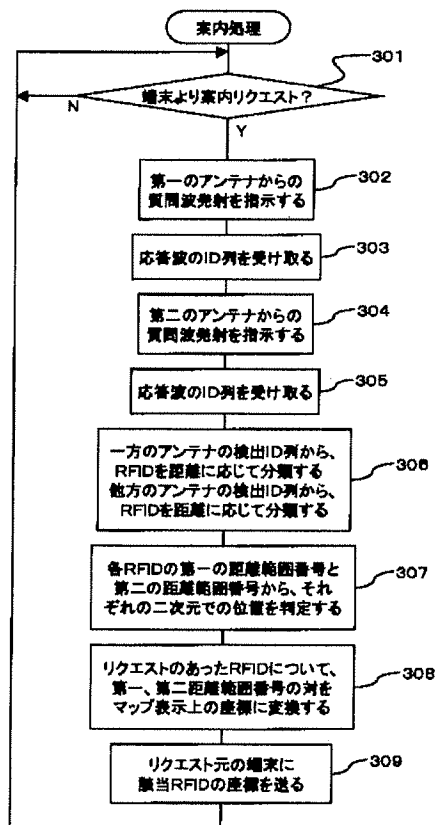 案内処理
301
端末より案内リクエスト？
N
Y
302
第一のアンテナからの
質問波発射を指示する
303
応答波のID列を受け取る
304
第二のアンテナからの
質問波発射を指示する
305
応答波のID列を受け取る
306
一方のアンテナの検出ID列から、
RFIDを距離に応じて分類する
他方のアンテナの検出ID列から、
RFIDを距離に応じて分類する
307
各RFIDの第一の距離範囲番号と
第二の距離範囲番号から、それ
ぞれの二次元での位置を判定する
308
リクエストのあったRFIDについて、
第一、第二距離範囲番号の対を
マップ表示上の座標に変換する
309
リクエスト元の端末に
該当RFIDの座標を送る